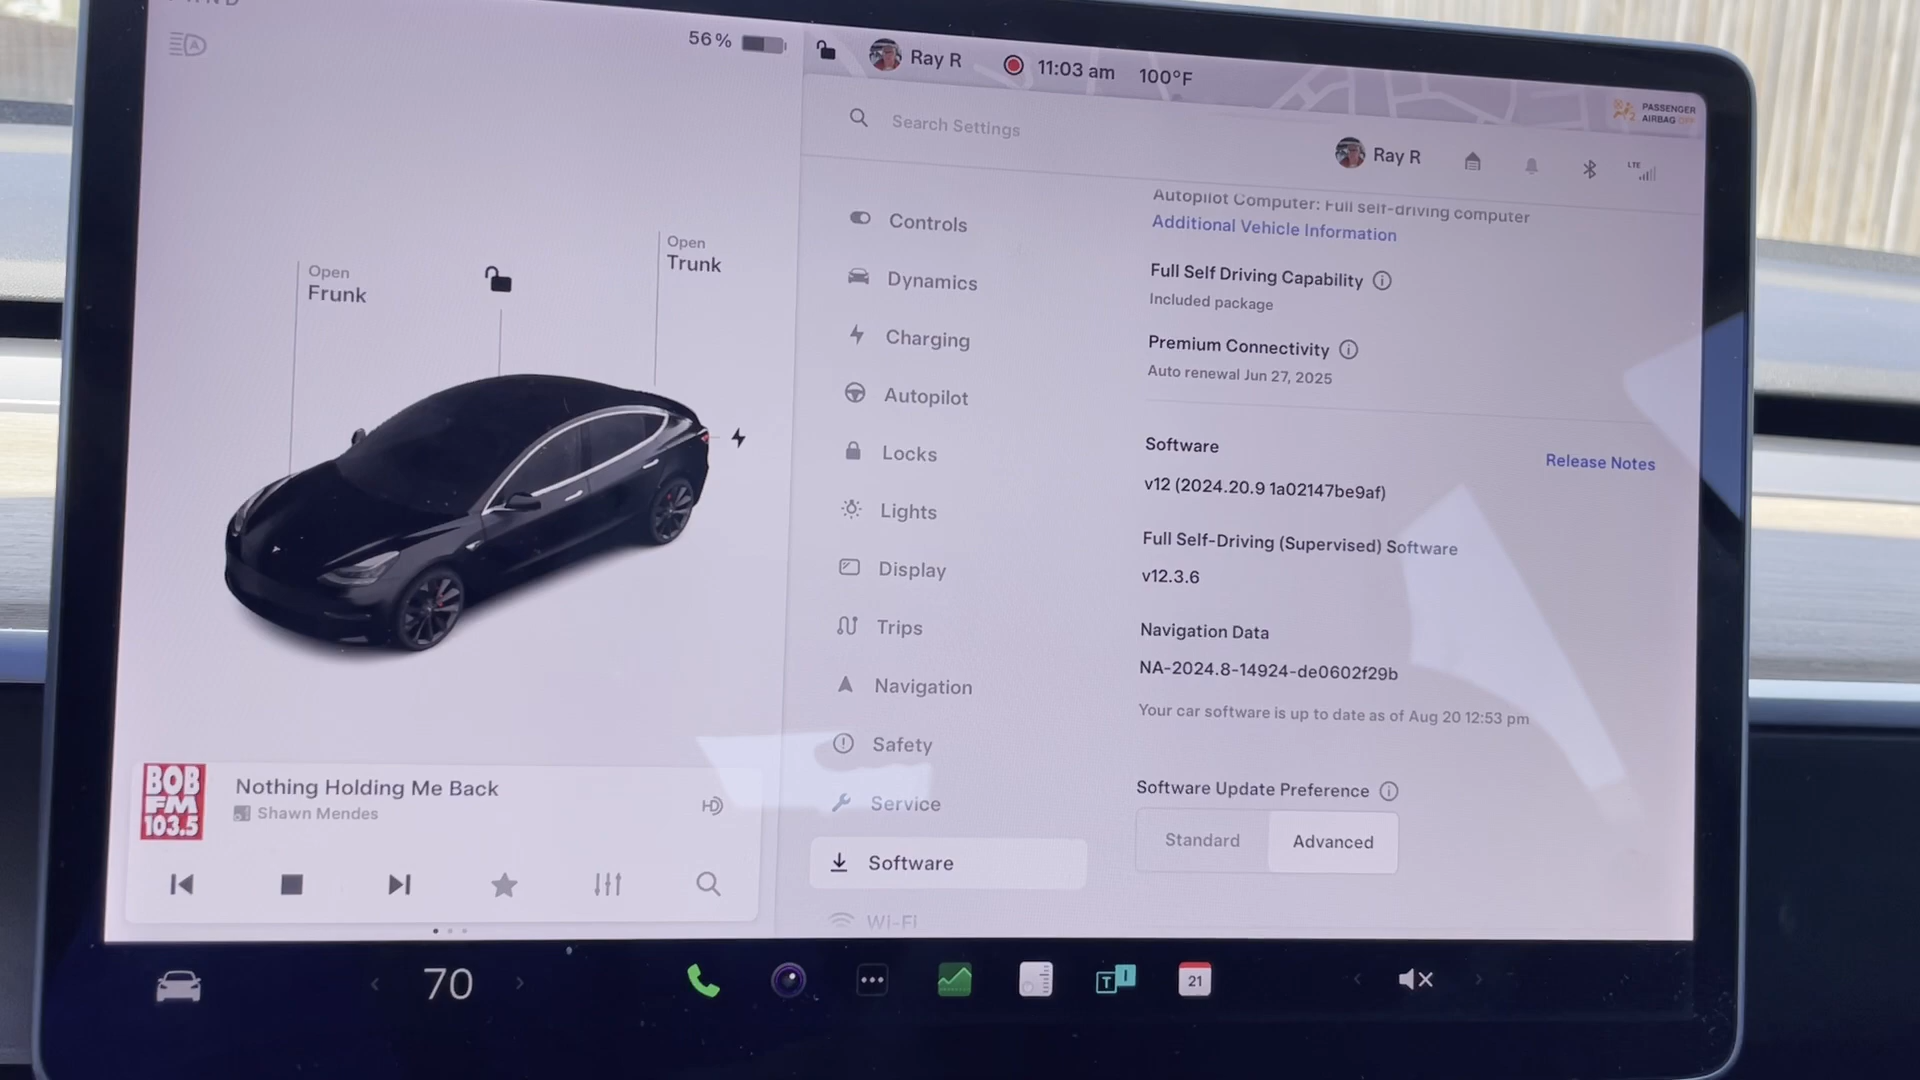 56%
Ray R
11:03 am
100°F
PASSENGER
AIRBAG OFF
Search Settings
Ray R
LTE
Open
Frunk
Open
Trunk
Controls
Dynamics
Charging
Autopilot
Locks
Lights
Display
Trips
Navigation
Safety
Service
Software
Wi-Fi
Autopilot Computer: Full self-driving computer
Additional Vehicle Information
Full Self Driving Capability
Included package
Premium Connectivity
Auto renewal Jun 27, 2025
Software
Release Notes
v12 (2024.20.9 1a02147be9af)
Full Self-Driving (Supervised) Software
v12.3.6
Navigation Data
NA-2024.8-14924-de0602f29b
Your car software is up to date as of Aug 20 12:53 pm
Software Update Preference
Standard
Advanced
BOB
FM
103.5
Nothing Holding Me Back
Shawn Mendes
HD
70
T
I
21